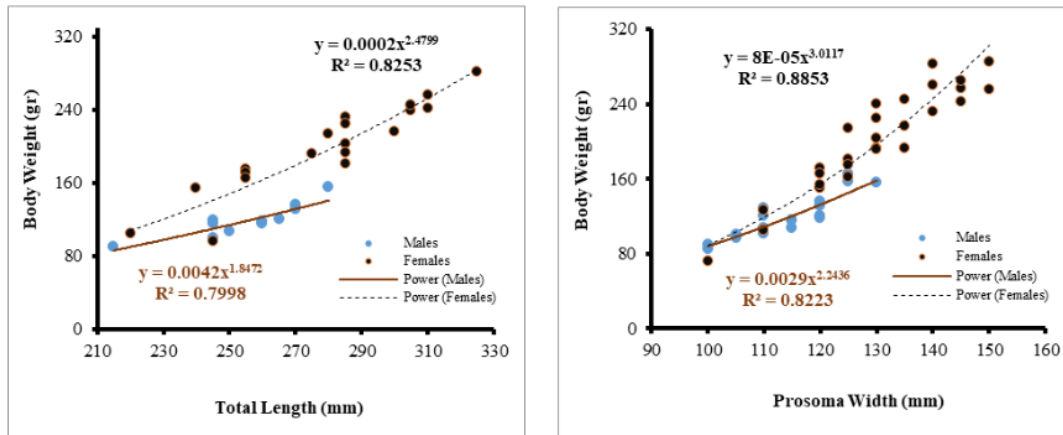 320
240
160
80
0
210
230
250
270
290
310
330
Body Weight (gr)
Total Length (mm)
y = 0.0002x^2.4799
R² = 0.8253
y = 0.0042x^1.8472
R² = 0.7998
Males
Females
Power (Males)
Power (Females)
320
240
160
80
0
90
100
110
120
130
140
150
160
Body Weight (gr)
Prosoma Width (mm)
y = 8E-05x^3.0117
R² = 0.8853
y = 0.0029x^2.2436
R² = 0.8223
Males
Females
Power (Males)
Power (Females)